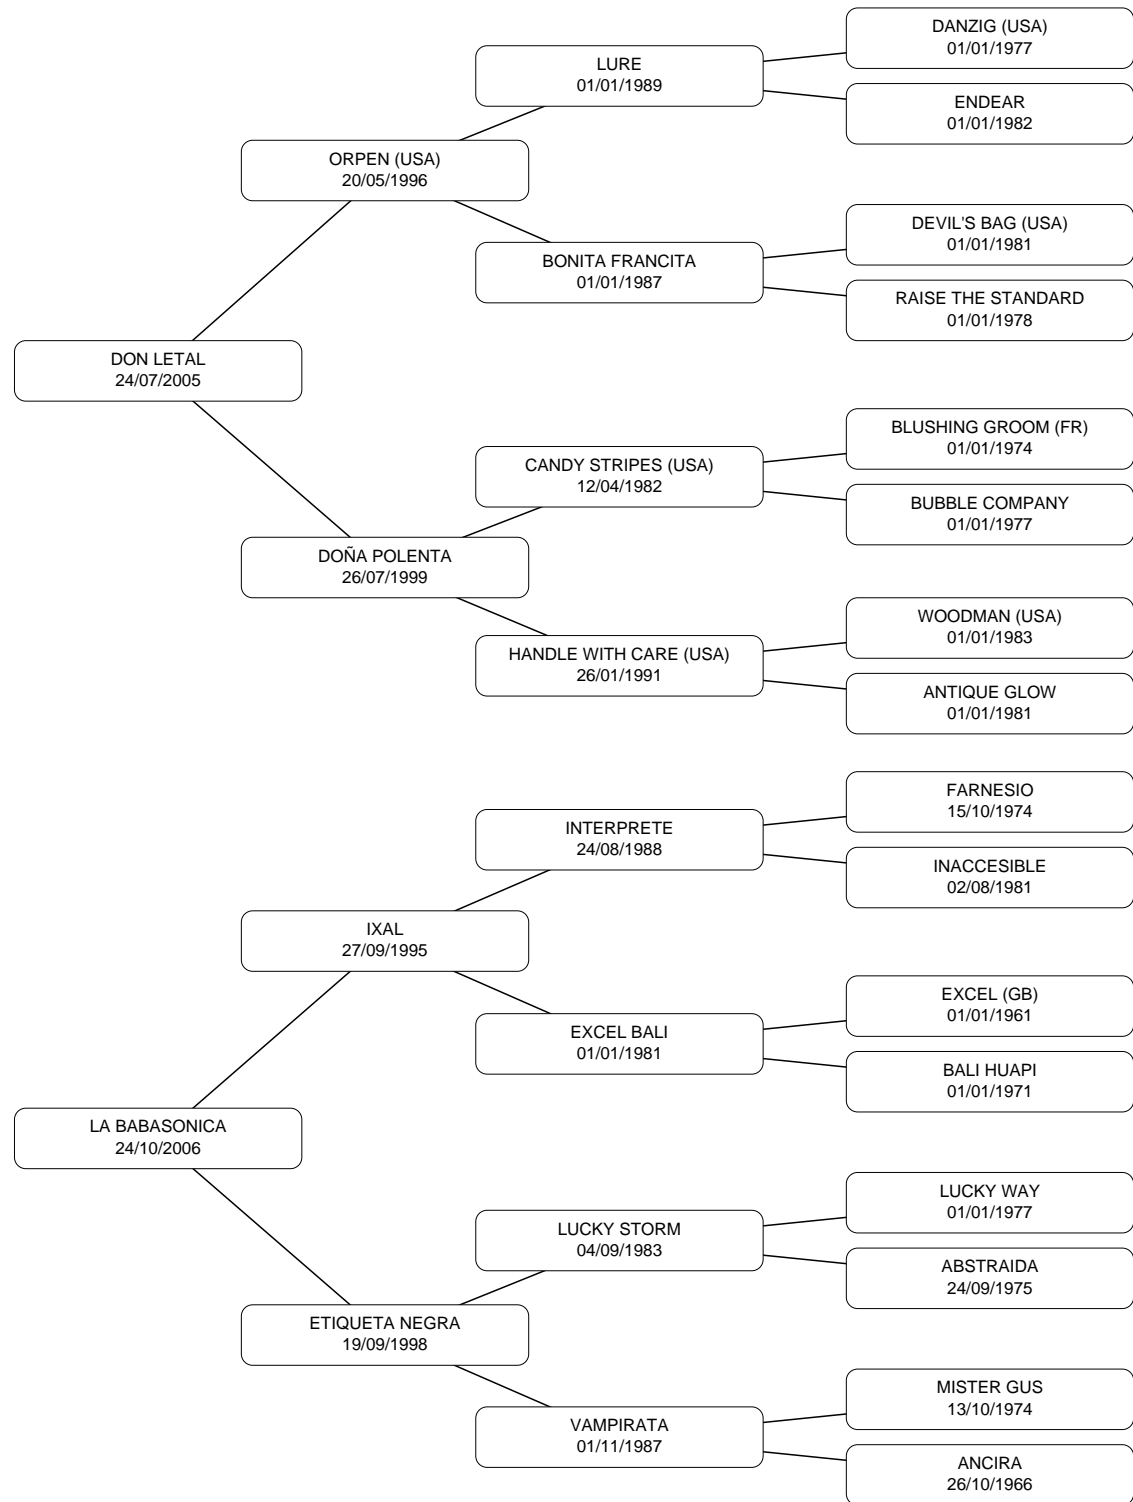 DANZIG (USA)
01/01/1977
LURE
01/01/1989
ENDEAR
01/01/1982
ORPEN (USA)
20/05/1996
DEVIL'S BAG (USA)
01/01/1981
BONITA FRANCITA
01/01/1987
RAISE THE STANDARD
01/01/1978
DON LETAL
24/07/2005
BLUSHING GROOM (FR)
01/01/1974
CANDY STRIPES (USA)
12/04/1982
BUBBLE COMPANY
01/01/1977
DOÑA POLENTA
26/07/1999
WOODMAN (USA)
01/01/1983
HANDLE WITH CARE (USA)
26/01/1991
ANTIQUE GLOW
01/01/1981
FARNESIO
15/10/1974
INTERPRETE
24/08/1988
INACCESIBLE
02/08/1981
IXAL
27/09/1995
EXCEL (GB)
01/01/1961
EXCEL BALI
01/01/1981
BALI HUAPI
01/01/1971
LA BABASONICA
24/10/2006
LUCKY WAY
01/01/1977
LUCKY STORM
04/09/1983
ABSTRAIDA
24/09/1975
ETIQUETA NEGRA
19/09/1998
MISTER GUS
13/10/1974
VAMPIRATA
01/11/1987
ANCIRA
26/10/1966